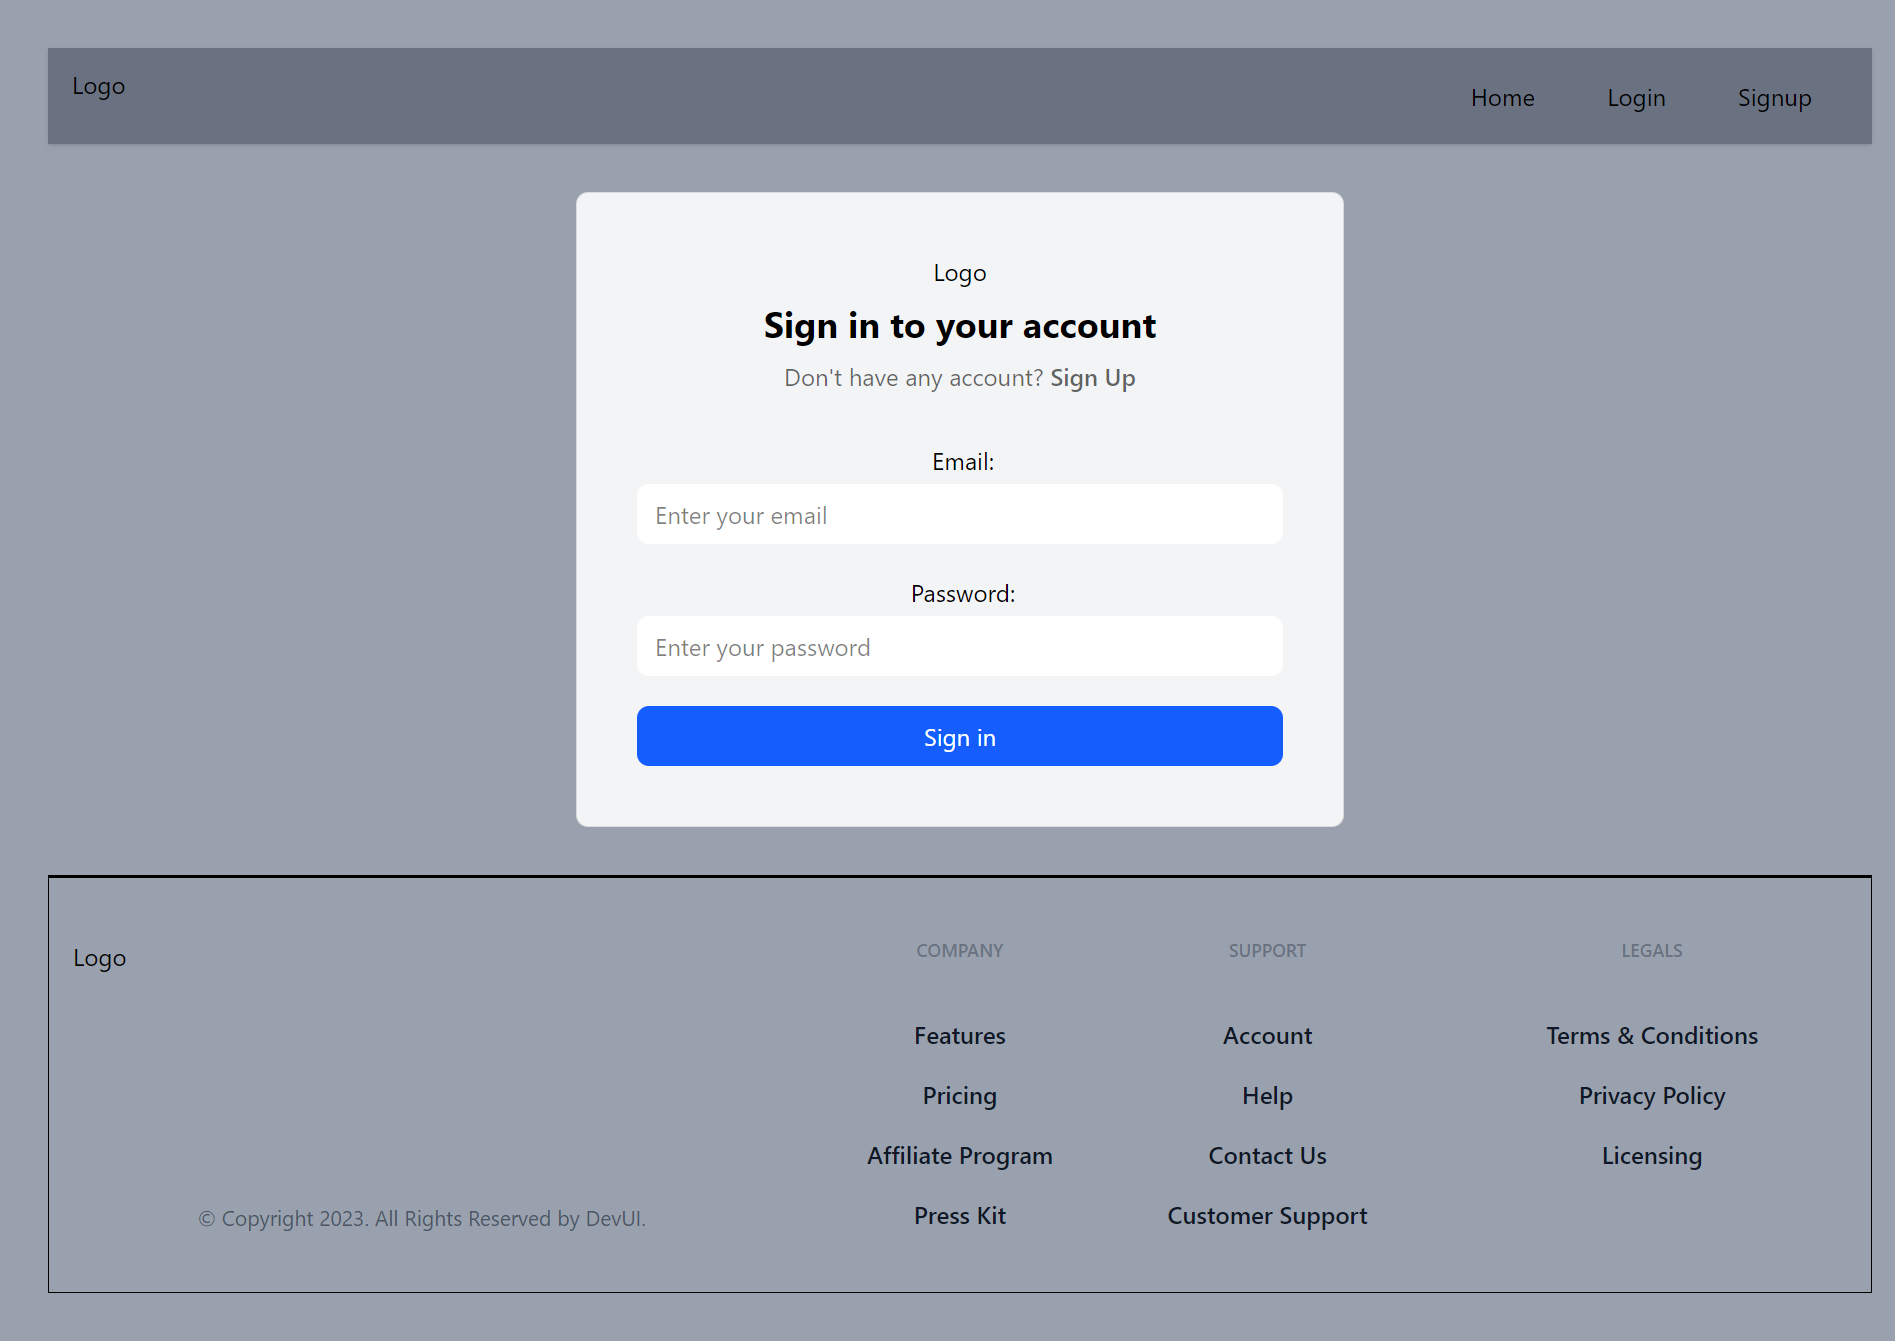 Logo
Home Login Signup
Logo
Sign in to your account
Don't have any account? Sign Up
Email:
Enter your email
Password:
Enter your password
Sign in
Logo
© Copyright 2023. All Rights Reserved by DevUI.
COMPANY
Features
Pricing
Affiliate Program
Press Kit
SUPPORT
Account
Help
Contact Us
Customer Support
LEGALS
Terms & Conditions
Privacy Policy
Licensing